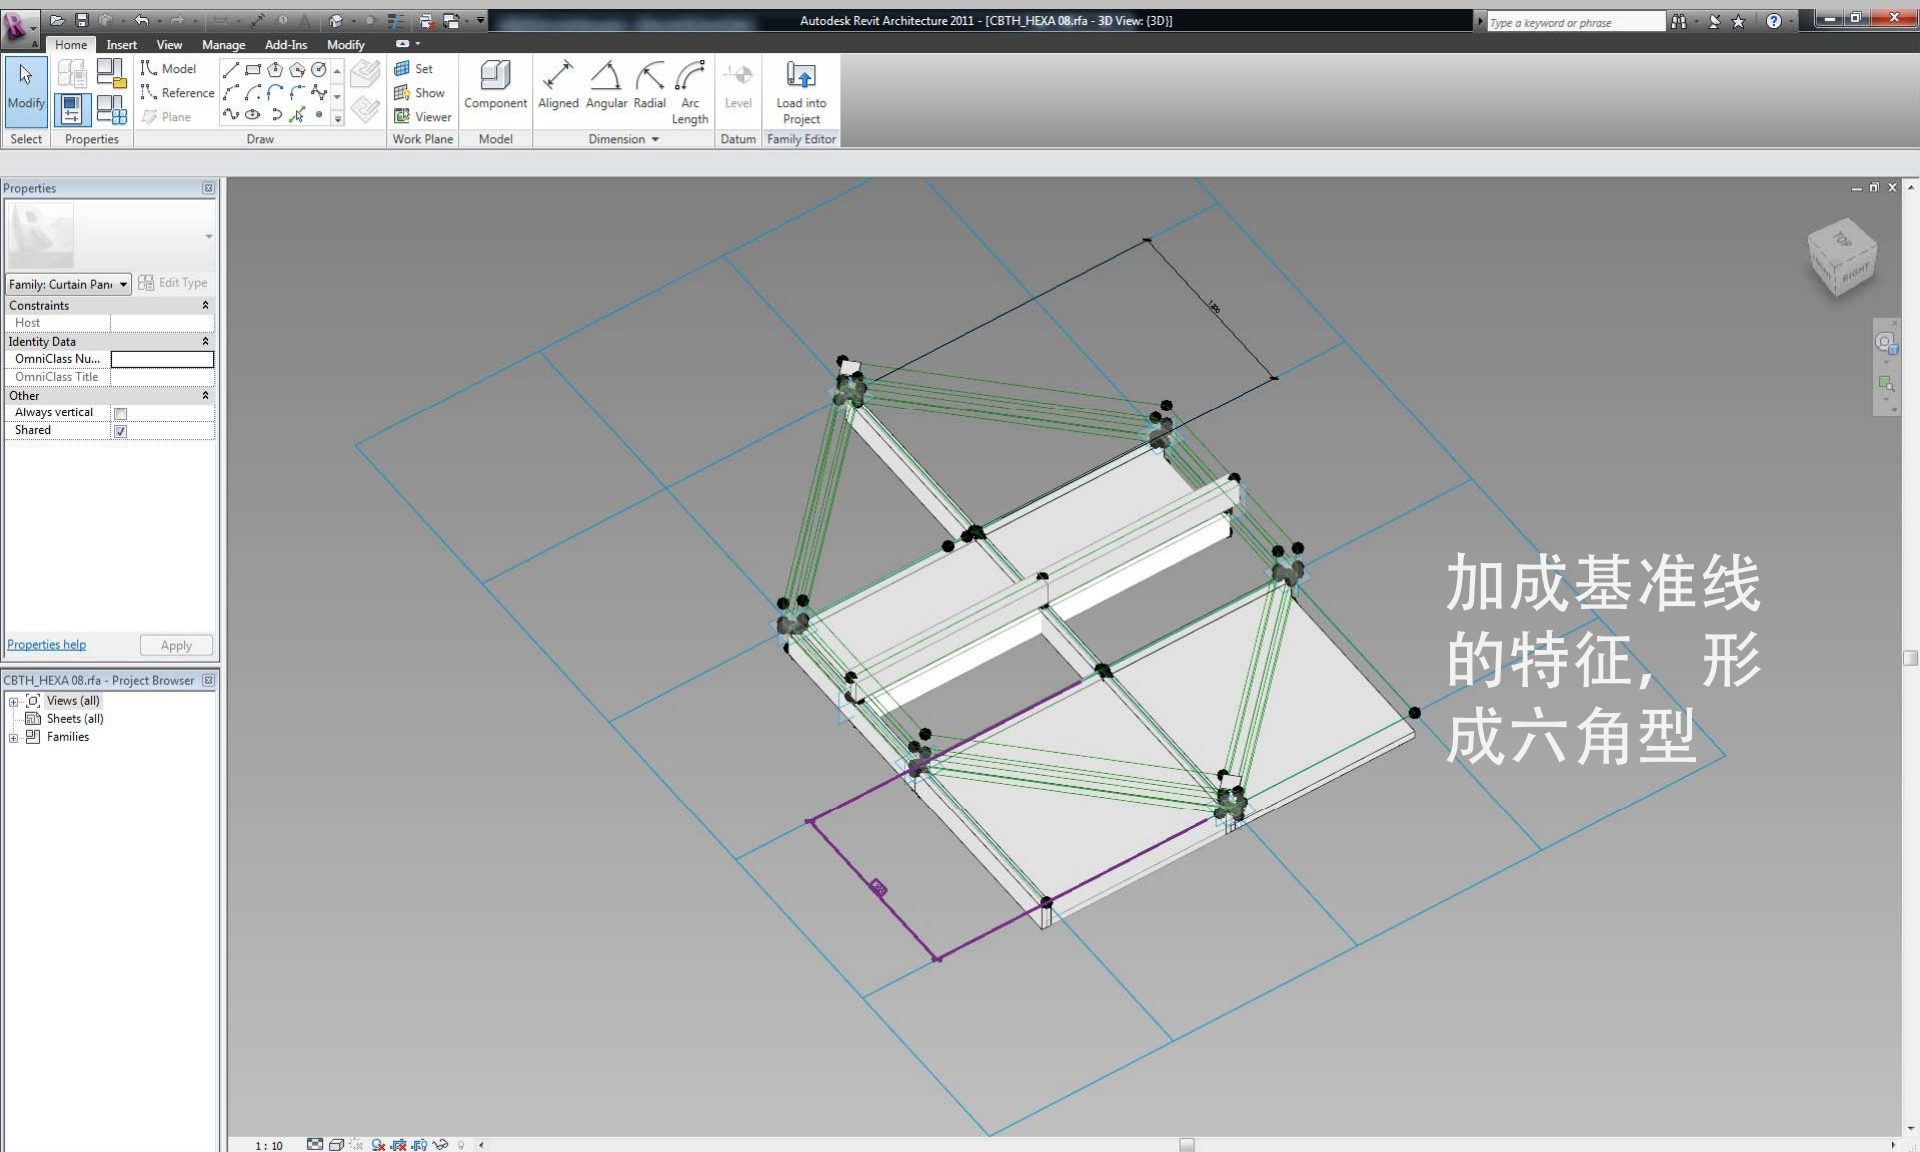 Autodesk Revit Architecture 2011 - [CBTH_HEXA 08.rfa - 3D View: {3D}]
Type a keyword or phrase
Home Insert View Manage Add-Ins Modify
Modify
Model
Reference
Plane
Set
Show
Viewer
Component
Aligned
Angular
Radial
Arc
Length
Level
Load into
Project
Select
Properties
Draw
Work Plane
Model
Dimension
Datum
Family Editor
Properties
Family: Curtain Pan
Edit Type
Constraints
Host
Identity Data
OmniClass Nu...
OmniClass Title
Other
Always vertical
Shared
Properties help
Apply
CBTH_HEXA 08.rfa - Project Browser
Views (all)
Sheets (all)
Families
TOP
RIGHT
加成基准线
的特征，形
成六角型
1 : 10